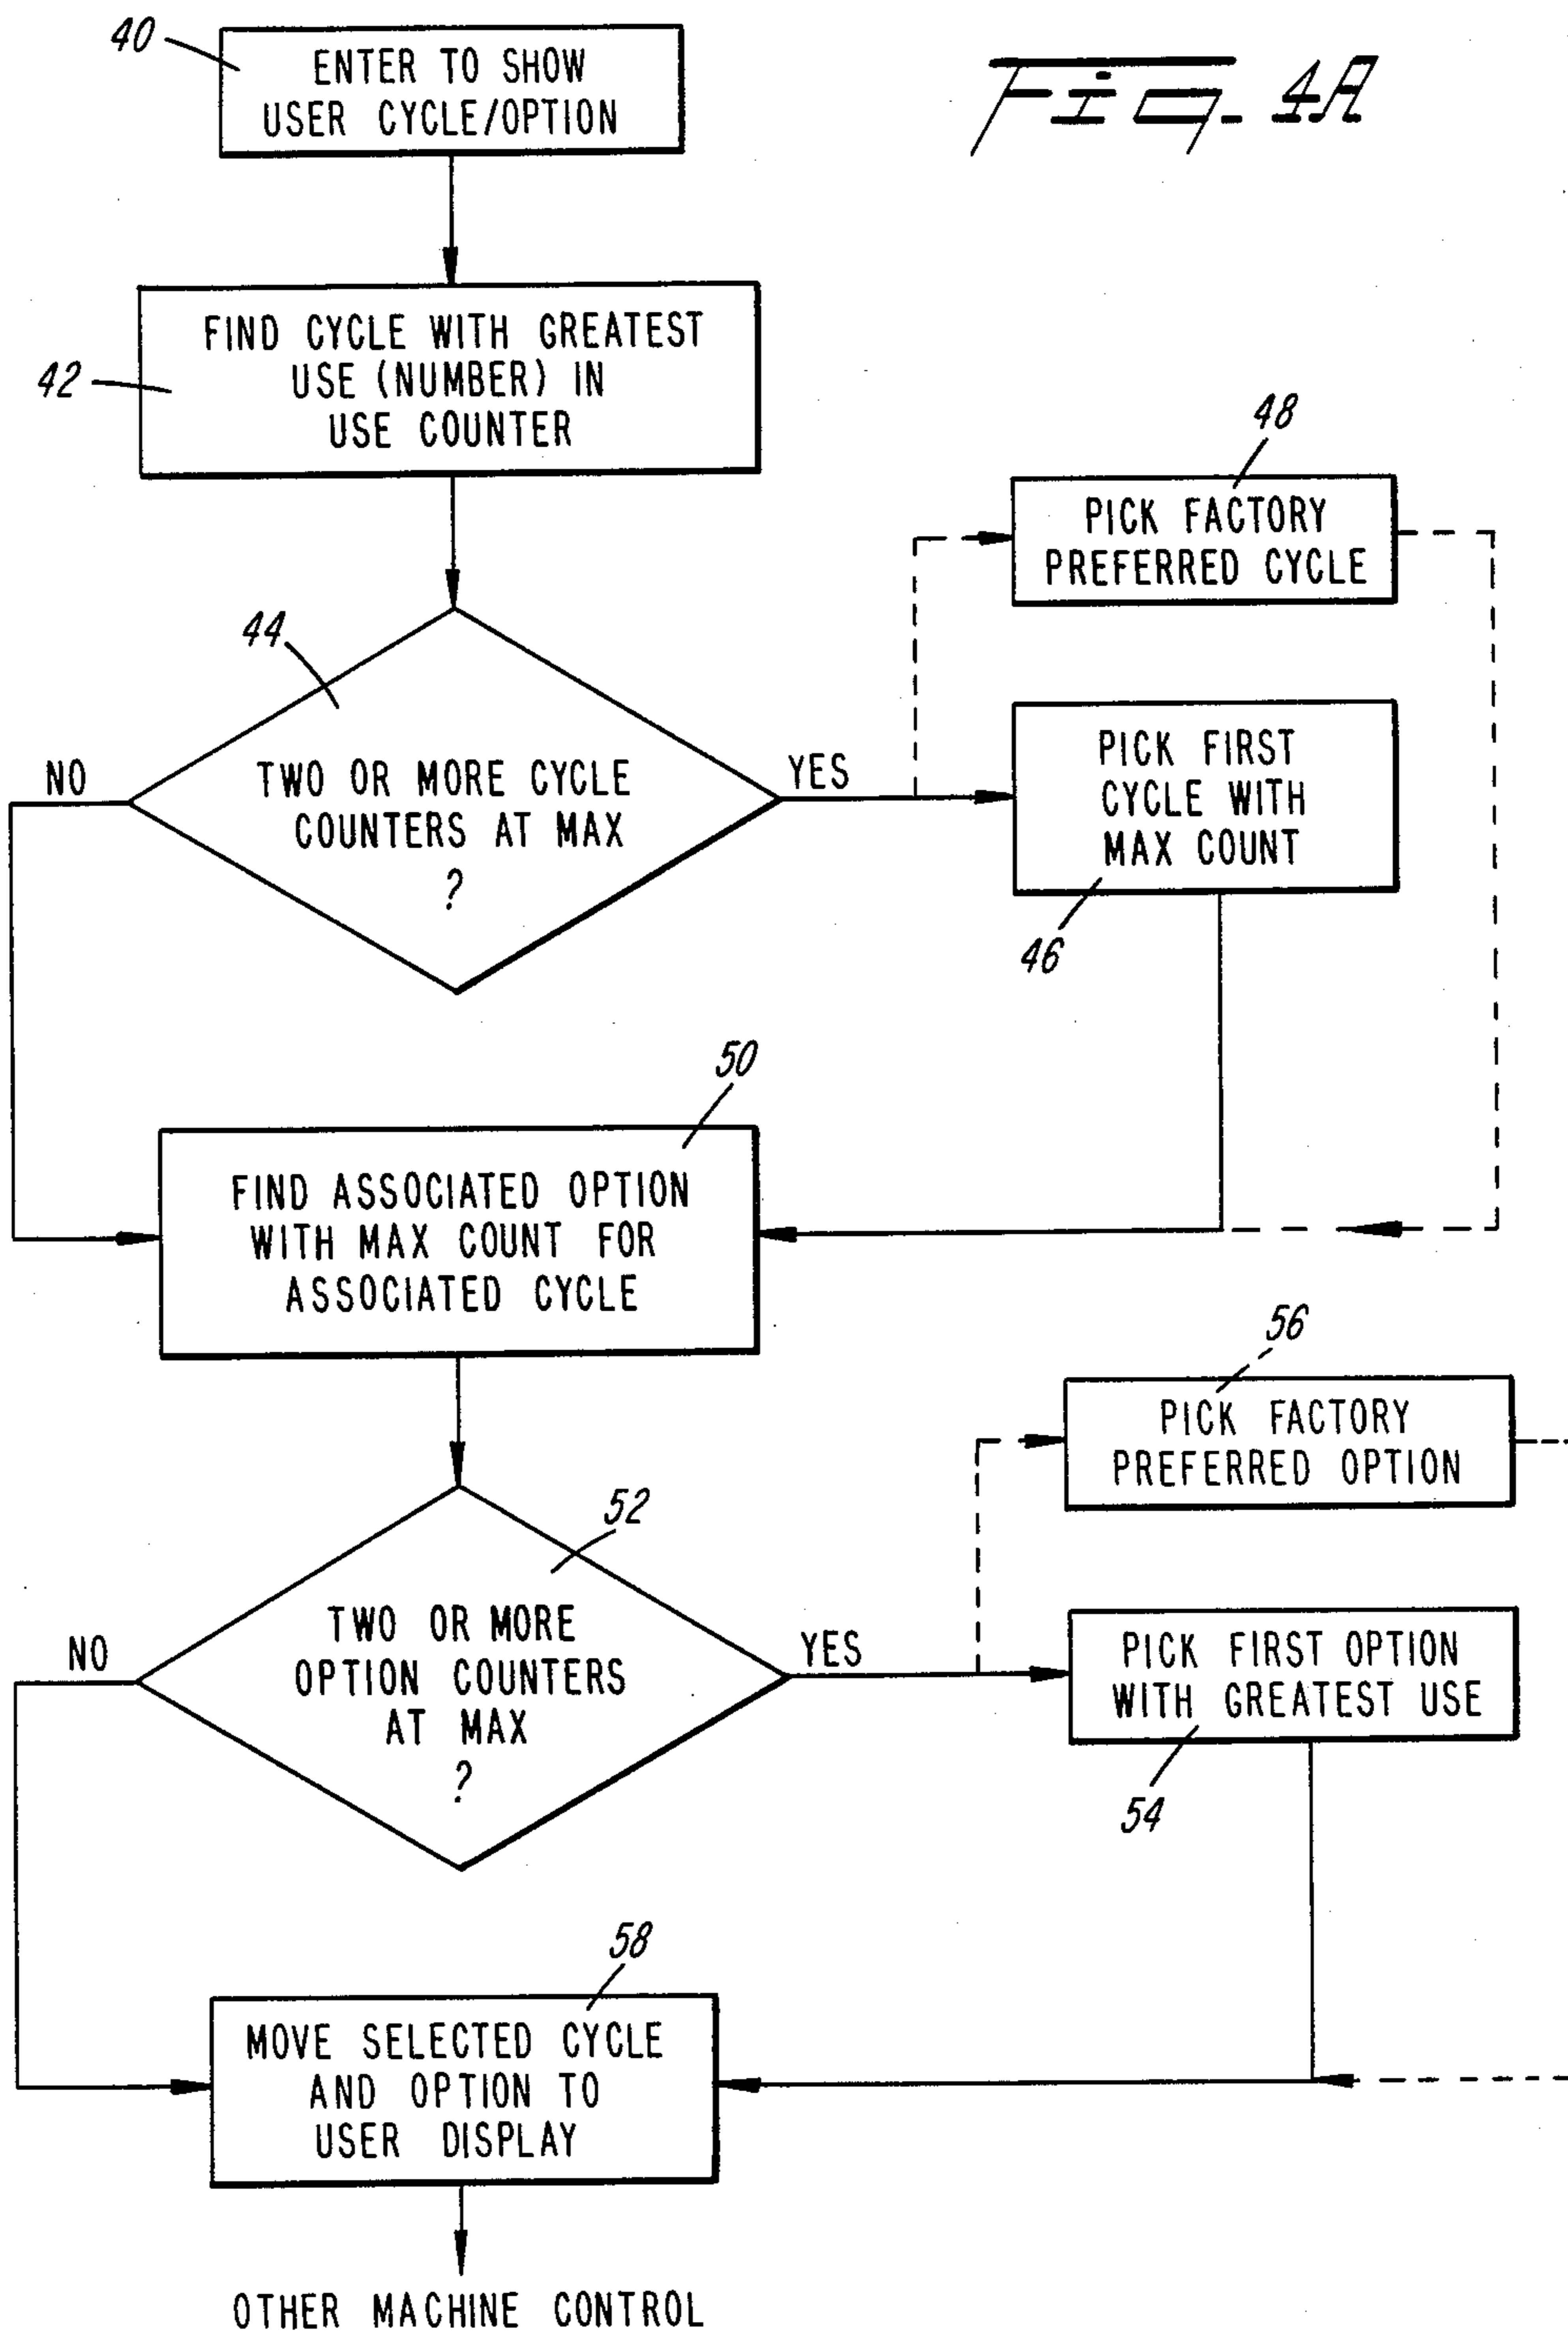 Fig. 4A
40
ENTER TO SHOW
USER CYCLE/OPTION
42
FIND CYCLE WITH GREATEST
USE (NUMBER) IN
USE COUNTER
44
TWO OR MORE CYCLE
COUNTERS AT MAX
?
NO
YES
48
PICK FACTORY
PREFERRED CYCLE
PICK FIRST
CYCLE WITH
MAX COUNT
46
50
FIND ASSOCIATED OPTION
WITH MAX COUNT FOR
ASSOCIATED CYCLE
52
TWO OR MORE
OPTION COUNTERS
AT MAX
?
NO
YES
56
PICK FACTORY
PREFERRED OPTION
PICK FIRST OPTION
WITH GREATEST USE
54
58
MOVE SELECTED CYCLE
AND OPTION TO
USER DISPLAY
OTHER MACHINE CONTROL